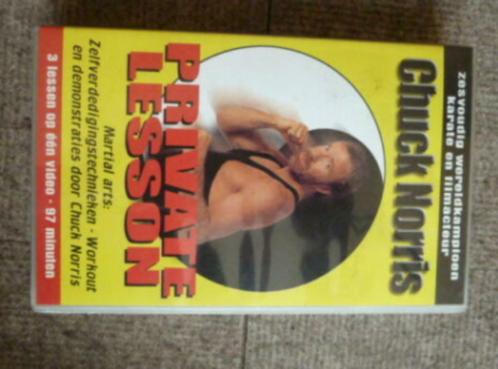 zesvoudig wereldkampioen
karate en filmacteur
Chuck Norris
PRIVATE
LESSON
Martial arts:
Zelfverdedigingstechnieken - Workout
en demonstraties door Chuck Norris
3 lessen op één video - 97 minuten